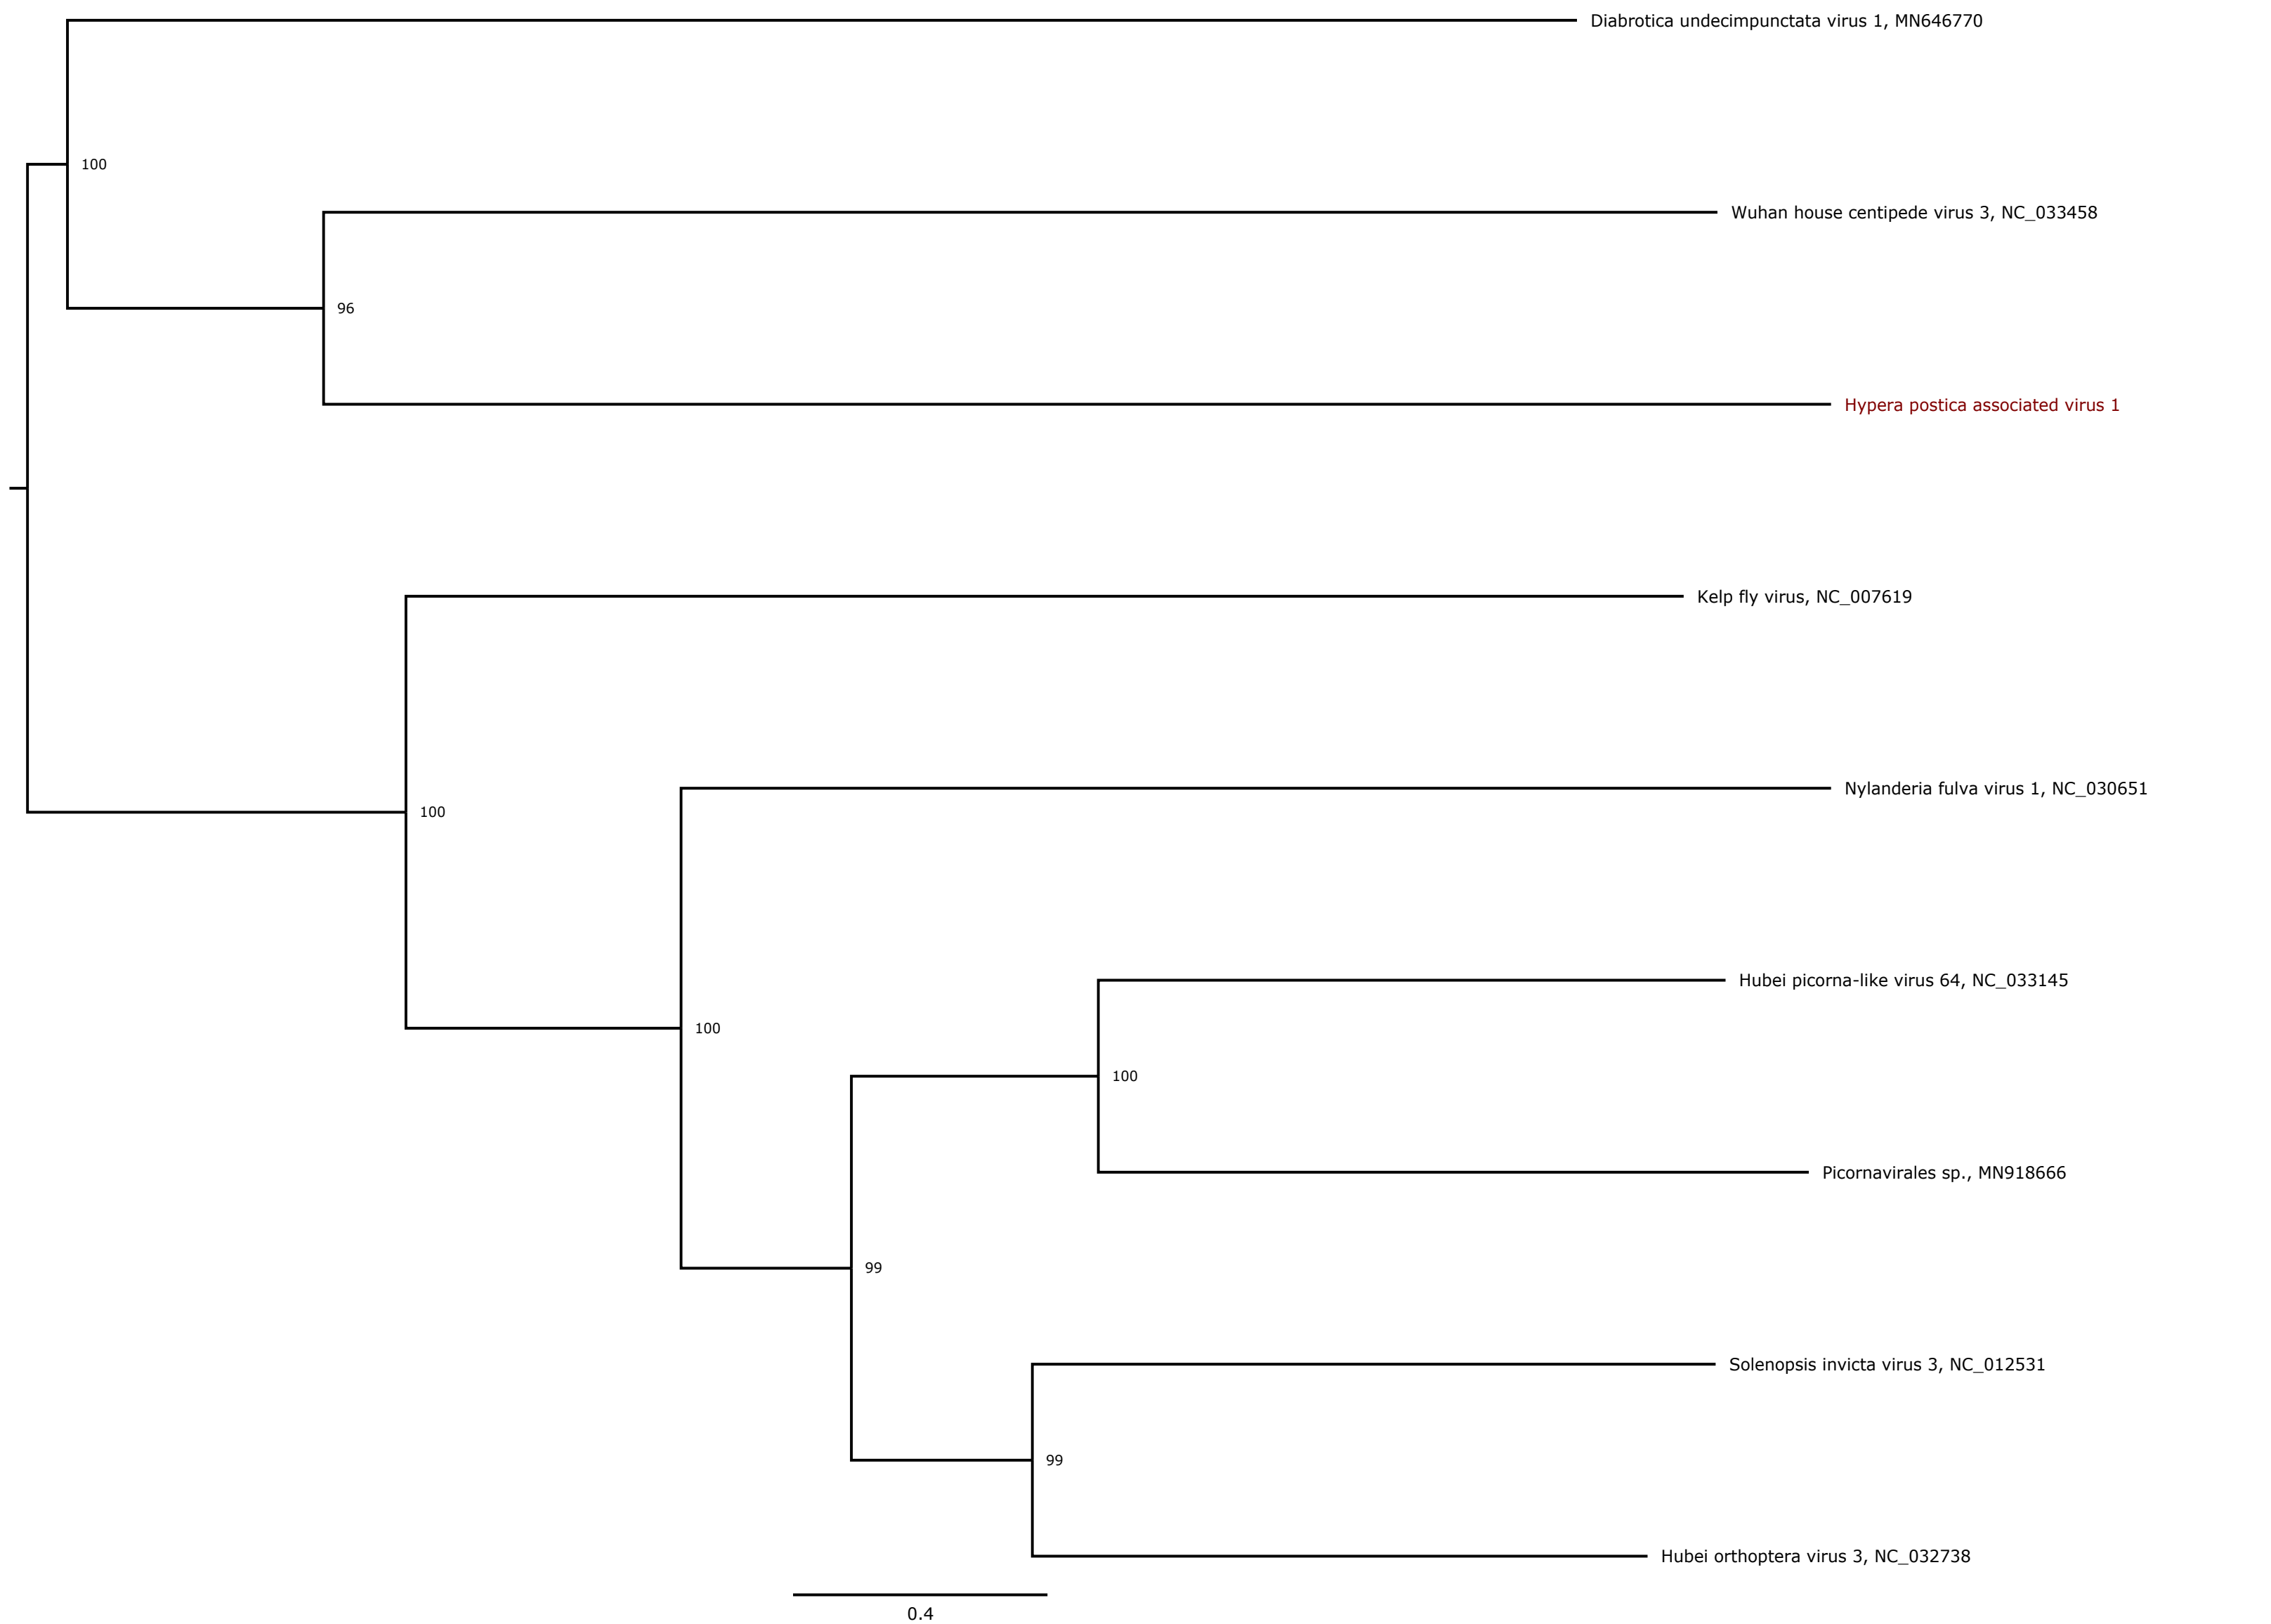 Diabrotica undecimpunctata virus 1, MN646770
100
Wuhan house centipede virus 3, NC_033458
96
Hypera postica associated virus 1
Kelp fly virus, NC_007619
Nylanderia fulva virus 1, NC_030651
100
Hubei picorna-like virus 64, NC_033145
100
100
Picornavirales sp., MN918666
99
Solenopsis invicta virus 3, NC_012531
99
Hubei orthoptera virus 3, NC_032738
0.4